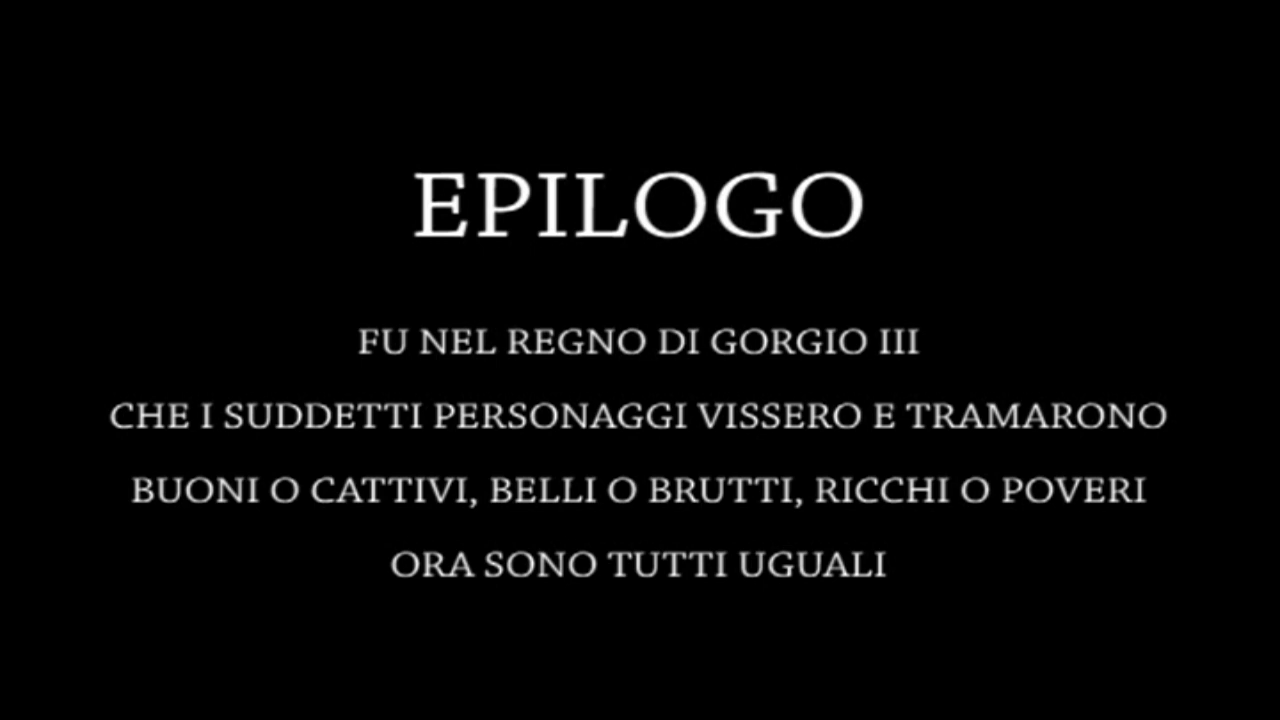 EPILOGO
FU NEL REGNO DI GORGIO III
CHE I SUDDETTI PERSONAGGI VISSERO E TRAMARONO
BUONI O CATTIVI, BELLI O BRUTTI, RICCHI O POVERI
ORA SONO TUTTI UGUALI